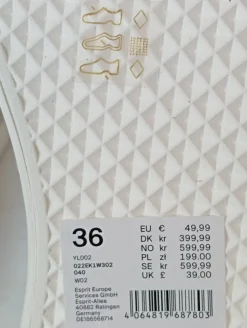 36
YL002
022EK1W302
040
W02
Esprit Europe
Services GmbH
Esprit-Allee
40882 Ratingen
Germany
DE186568714
EU € 49,99
DK kr 399,99
NO kr 599,99
PL zł 199.00
SE kr 599,99
UK £ 39.00
4 064819 687803